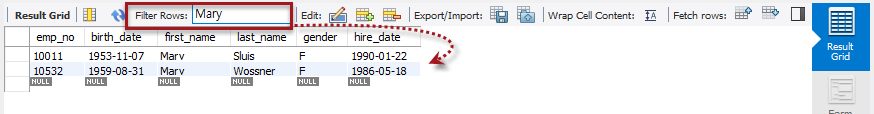 Result Grid Filter Rows: Mary Edit: Export/Import: Wrap Cell Content: Fetch rows:
emp_no birth_date first_name last_name gender hire_date
10011 1953-11-07 Mary Sluis F 1990-01-22
10532 1959-08-31 Mary Wossner F 1986-05-18
NULL NULL NULL NULL NULL NULL
Result
Grid
Form